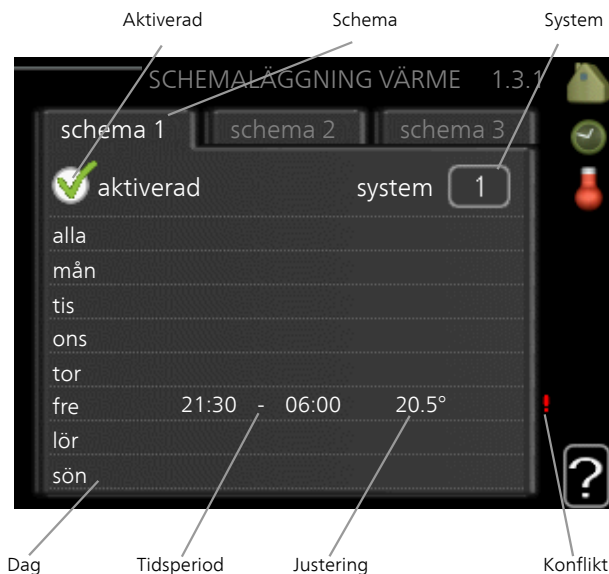 Aktiverad Schema System
SCHEMALÄGGNING VÄRME 1.3.1
schema 1 schema 2 schema 3
aktiverad system 1
alla
mån
tis
ons
tor
fre 21:30 - 06:00 20.5° !
lör
sön
?
Dag Tidsperiod Justering Konflikt